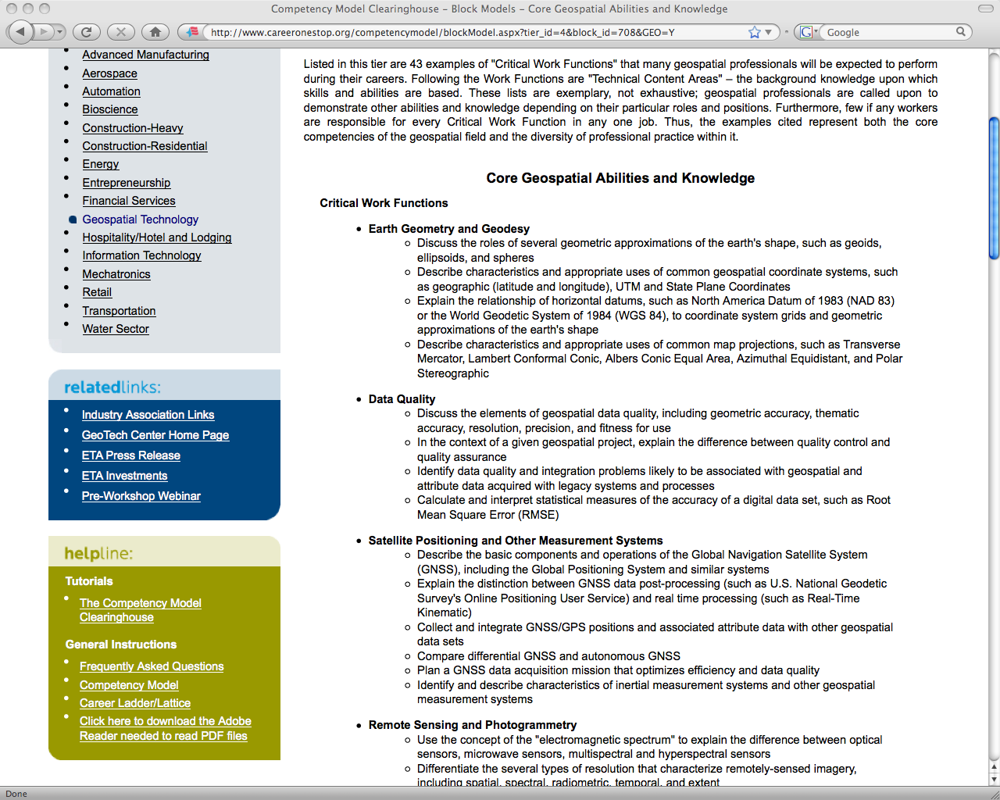 Competency Model Clearinghouse – Block Models – Core Geospatial Abilities and Knowledge
http://www.careeronestop.org/competencymodel/blockModel.aspx?tier_id=4&block_id=708&GEO=Y
Google
Advanced Manufacturing
Aerospace
Automation
Bioscience
Construction-Heavy
Construction-Residential
Energy
Entrepreneurship
Financial Services
Geospatial Technology
Hospitality/Hotel and Lodging
Information Technology
Mechatronics
Retail
Transportation
Water Sector
relatedlinks:
Industry Association Links
GeoTech Center Home Page
ETA Press Release
ETA Investments
Pre-Workshop Webinar
helpline:
Tutorials
The Competency Model
Clearinghouse
General Instructions
Frequently Asked Questions
Competency Model
Career Ladder/Lattice
Click here to download the Adobe
Reader needed to read PDF files
Listed in this tier are 43 examples of "Critical Work Functions" that many geospatial professionals will be expected to perform
during their careers. Following the Work Functions are "Technical Content Areas" – the background knowledge upon which
skills and abilities are based. These lists are exemplary, not exhaustive; geospatial professionals are called upon to
demonstrate other abilities and knowledge depending on their particular roles and positions. Furthermore, few if any workers
are responsible for every Critical Work Function in any one job. Thus, the examples cited represent both the core
competencies of the geospatial field and the diversity of professional practice within it.
Core Geospatial Abilities and Knowledge
Critical Work Functions
Earth Geometry and Geodesy
Discuss the roles of several geometric approximations of the earth's shape, such as geoids,
ellipsoids, and spheres
Describe characteristics and appropriate uses of common geospatial coordinate systems, such
as geographic (latitude and longitude), UTM and State Plane Coordinates
Explain the relationship of horizontal datums, such as North America Datum of 1983 (NAD 83)
or the World Geodetic System of 1984 (WGS 84), to coordinate system grids and geometric
approximations of the earth's shape
Describe characteristics and appropriate uses of common map projections, such as Transverse
Mercator, Lambert Conformal Conic, Albers Conic Equal Area, Azimuthal Equidistant, and Polar
Stereographic
Data Quality
Discuss the elements of geospatial data quality, including geometric accuracy, thematic
accuracy, resolution, precision, and fitness for use
In the context of a given geospatial project, explain the difference between quality control and
quality assurance
Identify data quality and integration problems likely to be associated with geospatial and
attribute data acquired with legacy systems and processes
Calculate and interpret statistical measures of the accuracy of a digital data set, such as Root
Mean Square Error (RMSE)
Satellite Positioning and Other Measurement Systems
Describe the basic components and operations of the Global Navigation Satellite System
(GNSS), including the Global Positioning System and similar systems
Explain the distinction between GNSS data post-processing (such as U.S. National Geodetic
Survey's Online Positioning User Service) and real time processing (such as Real-Time
Kinematic)
Collect and integrate GNSS/GPS positions and associated attribute data with other geospatial
data sets
Compare differential GNSS and autonomous GNSS
Plan a GNSS data acquisition mission that optimizes efficiency and data quality
Identify and describe characteristics of inertial measurement systems and other geospatial
measurement systems
Remote Sensing and Photogrammetry
Use the concept of the "electromagnetic spectrum" to explain the difference between optical
sensors, microwave sensors, multispectral and hyperspectral sensors
Differentiate the several types of resolution that characterize remotely-sensed imagery,
including spatial, spectral, radiometric, temporal, and extent
Done